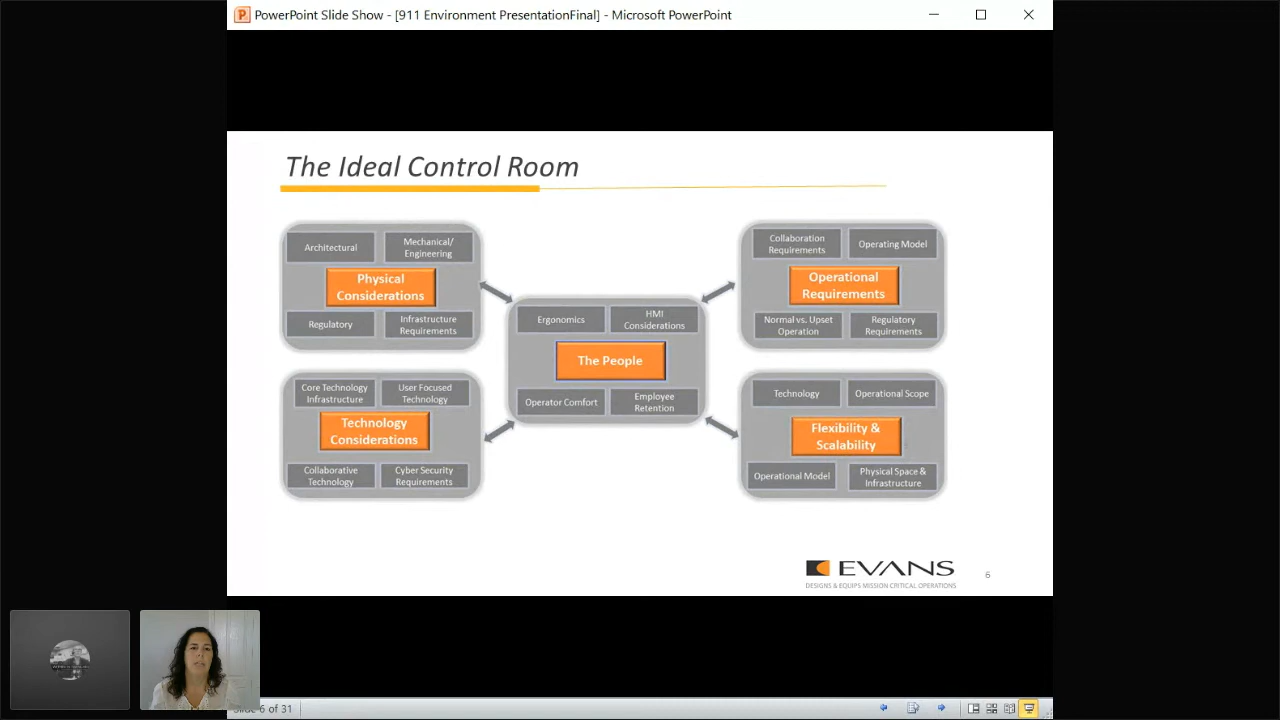 PowerPoint Slide Show - [911 Environment PresentationFinal] - Microsoft PowerPoint
The Ideal Control Room
Architectural
Mechanical/
Engineering
Physical
Considerations
Regulatory
Infrastructure
Requirements
Collaboration
Requirements
Operating Model
Operational
Requirements
Normal vs. Upset
Operation
Regulatory
Requirements
Ergonomics
HMI
Considerations
The People
Operator Comfort
Employee
Retention
Core Technology
Infrastructure
User Focused
Technology
Technology
Considerations
Collaborative
Technology
Cyber Security
Requirements
Technology
Operational Scope
Flexibility &
Scalability
Operational Model
Physical Space &
Infrastructure
EVANS
DESIGNS & EQUIPS MISSION CRITICAL OPERATIONS
6
Slide 6 of 31